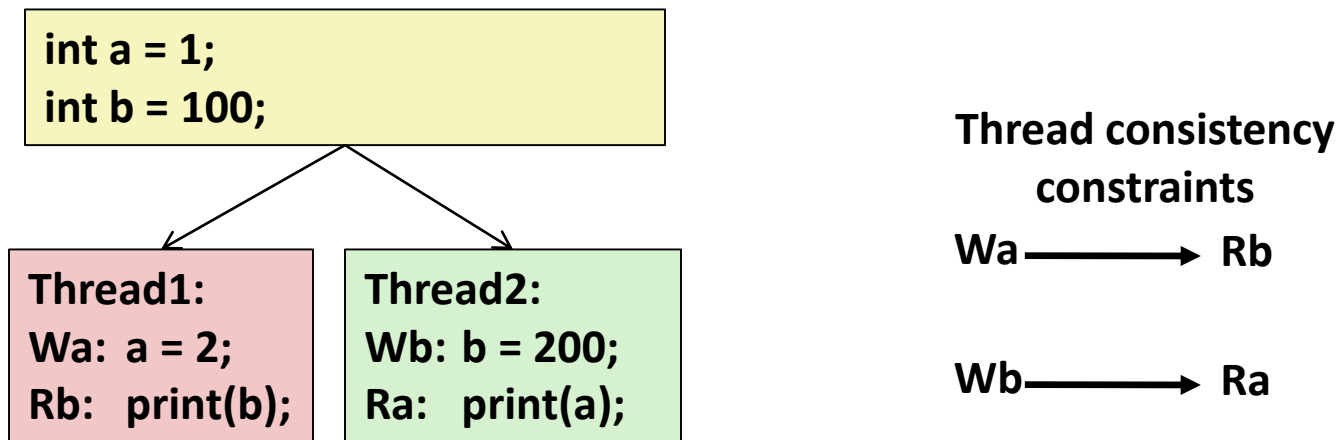 int a = 1;
int b = 100;
Thread1:
Wa: a = 2;
Rb: print(b);
Thread2:
Wb: b = 200;
Ra: print(a);
Thread consistency
constraints
Wa Rb
Wb Ra